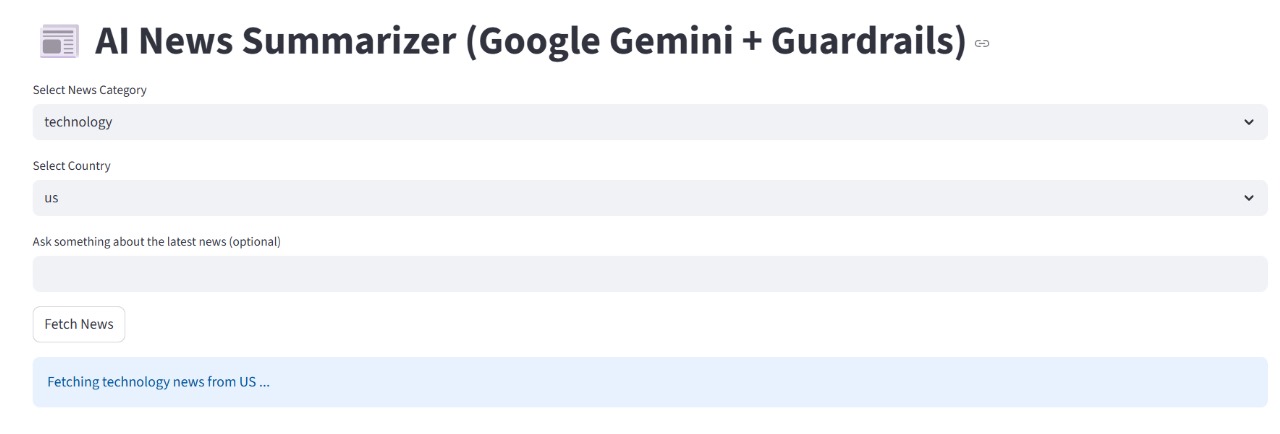 AI News Summarizer (Google Gemini + Guardrails)
Select News Category
technology
Select Country
us
Ask something about the latest news (optional)
Fetch News
Fetching technology news from US ...